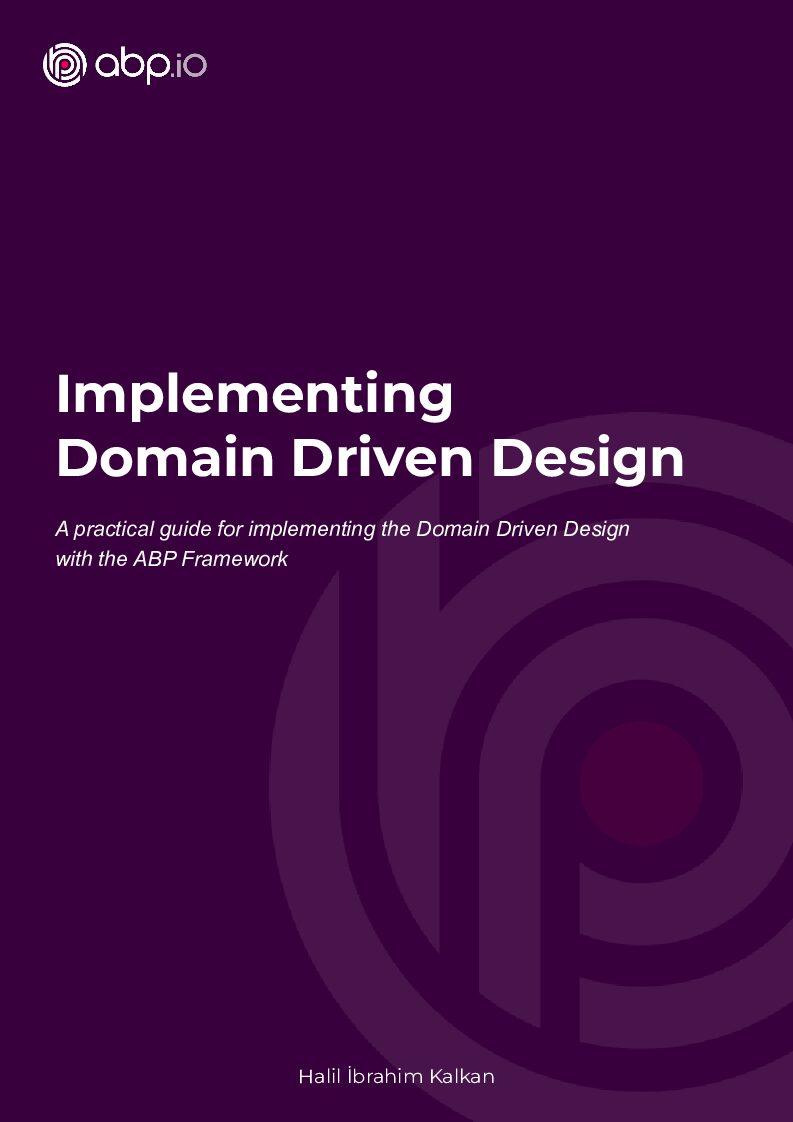 abp.io
Implementing
Domain Driven Design
A practical guide for implementing the Domain Driven Design
with the ABP Framework
Halil İbrahim Kalkan